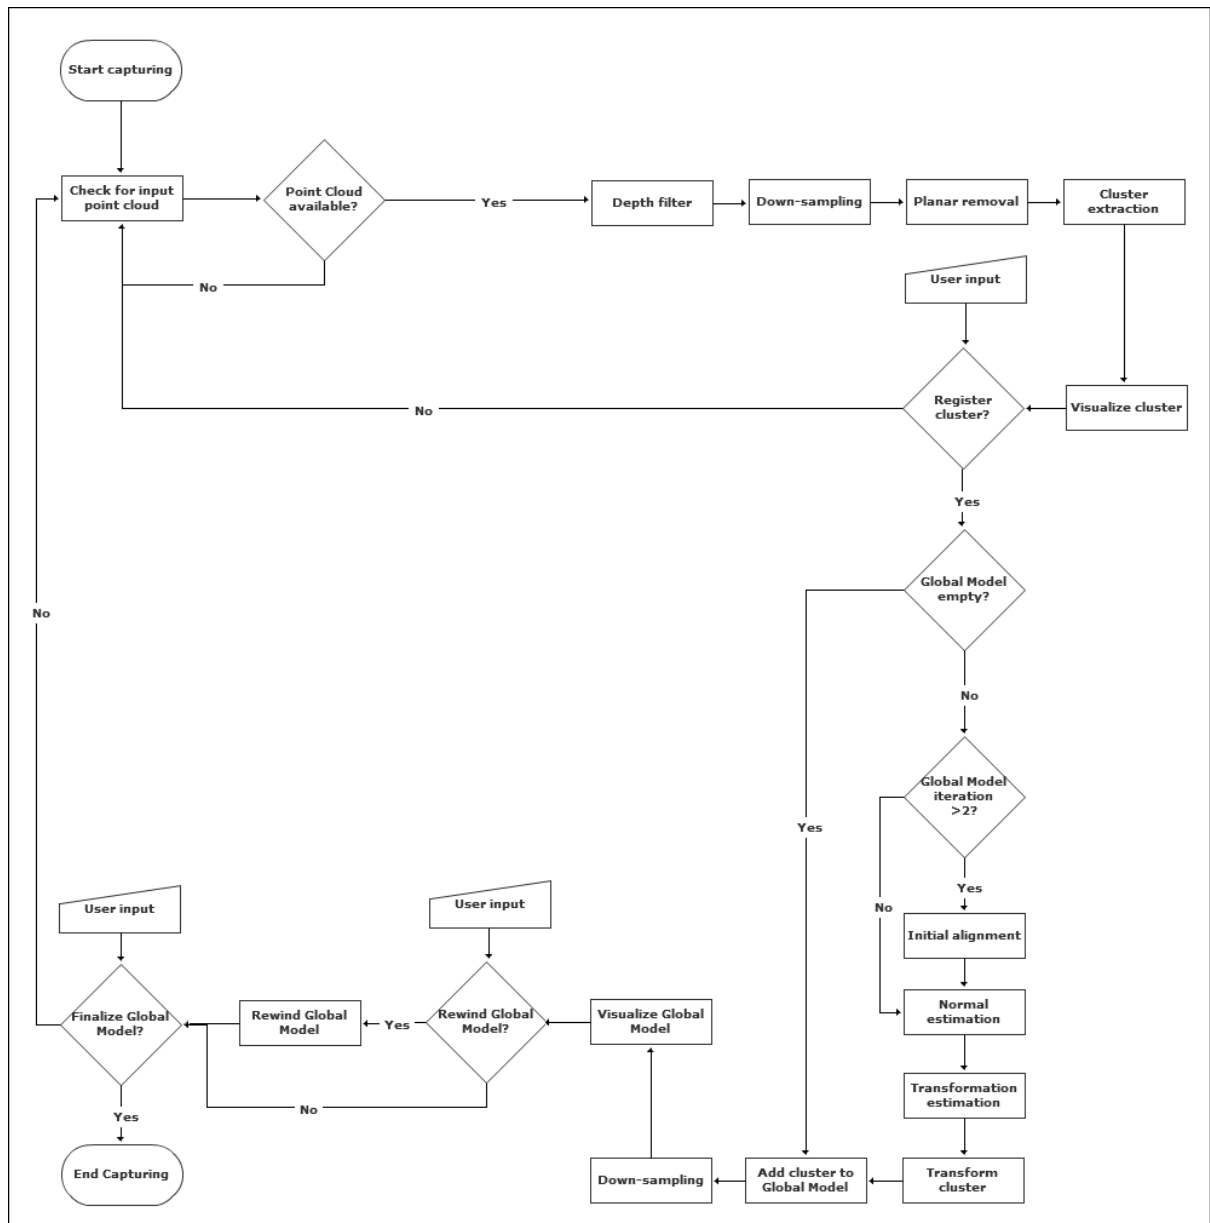 Start capturing
Check for input
point cloud
Point Cloud
available?
Yes
Depth filter
Down-sampling
Planar removal
Cluster
extraction
No
User input
Register
cluster?
Visualize cluster
No
Yes
Global Model
empty?
No
No
Global Model
iteration
>2?
Yes
Yes
No
Initial alignment
User input
User input
Normal
estimation
Finalize Global
Model?
Rewind Global
Model
Yes
Rewind Global
Model?
Visualize Global
Model
Transformation
estimation
No
Yes
End Capturing
Down-sampling
Add cluster to
Global Model
Transform
cluster